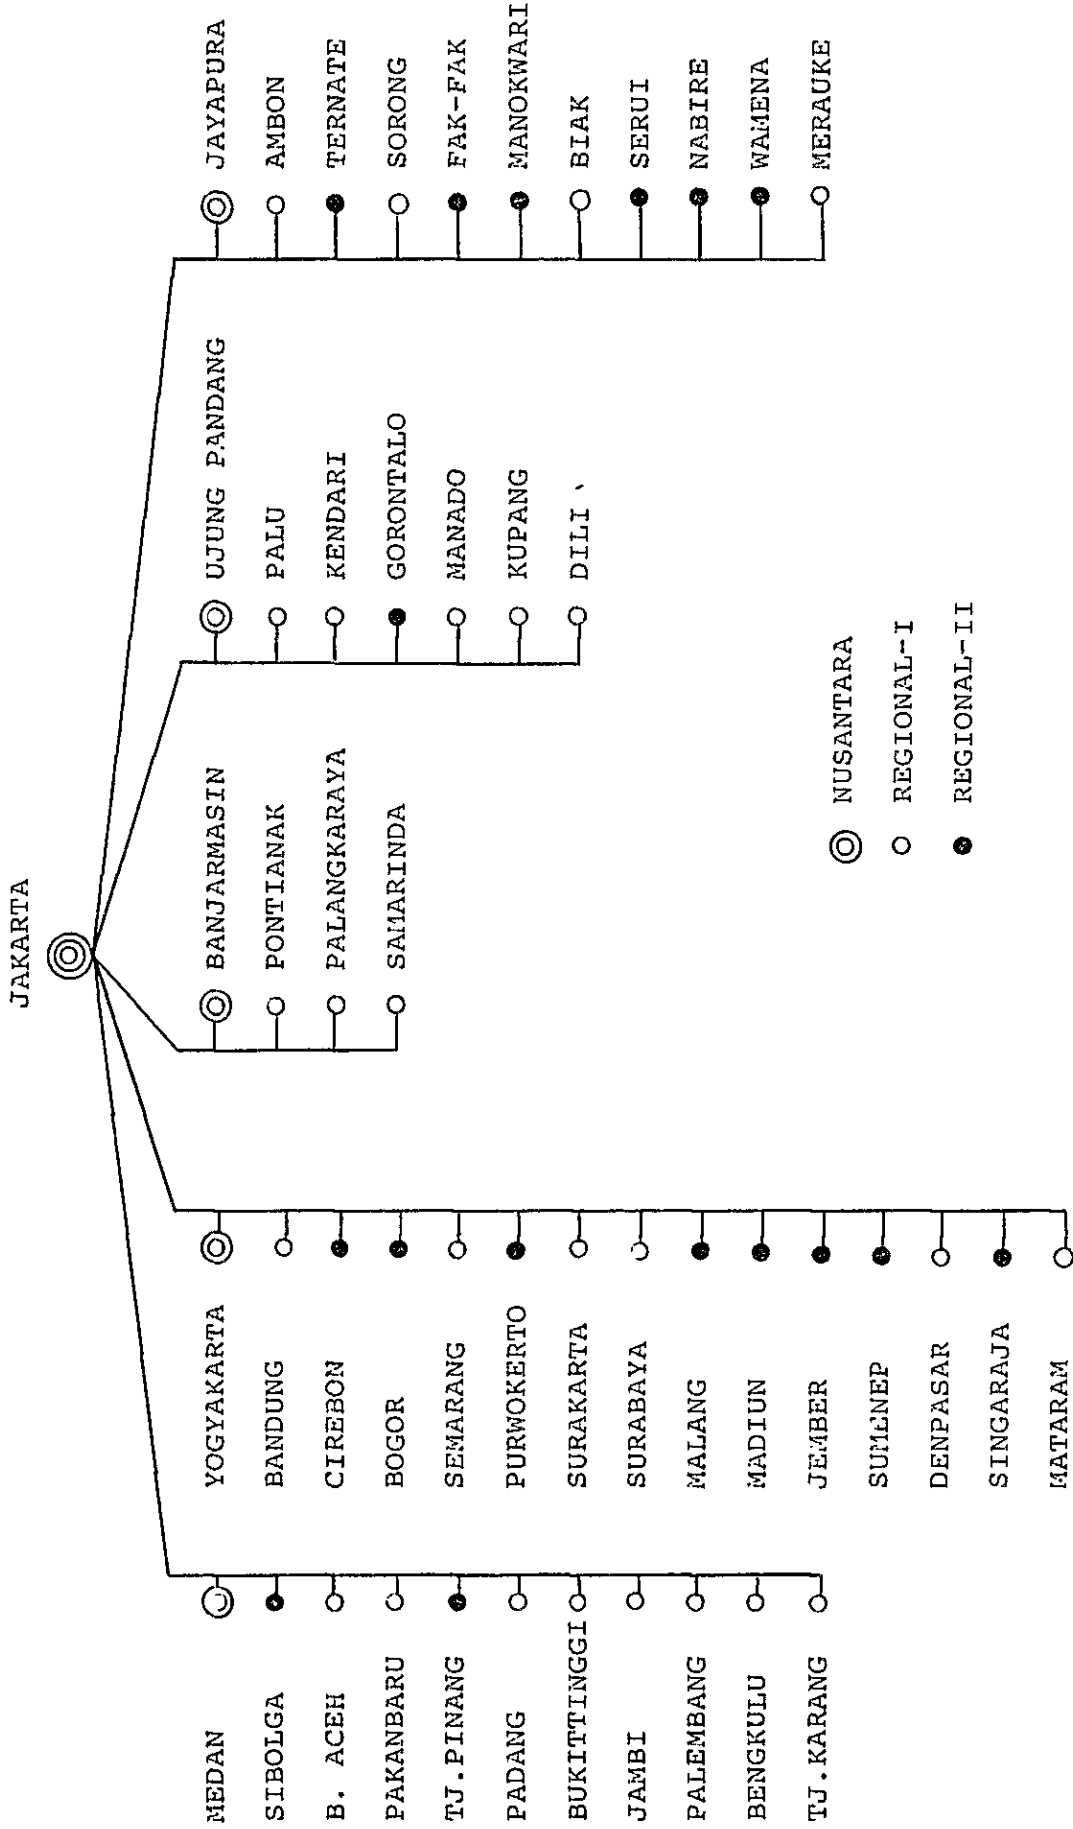 JAKARTA
MEDAN
SIBOLGA
B. ACEH
PAKANBARU
TJ.PINANG
PADANG
BUKITTINGGI
JAMBI
PALEMBANG
BENGKULU
TJ.KARANG
YOGYAKARTA
BANDUNG
CIREBON
BOGOR
SEMARANG
PURWOKERTO
SURAKARTA
SURABAYA
MALANG
MADIUN
JEMBER
SUMENEP
DENPASAR
SINGARAJA
MATARAM
BANJARMASIN
PONTIANAK
PALANGKARAYA
SAMARINDA
UJUNG PANDANG
PALU
KENDARI
GORONTALO
MANADO
KUPANG
DILI
JAYAPURA
AMBON
TERNATE
SORONG
FAK-FAK
MANOKWARI
BIAK
SERUI
NABIRE
WAMENA
MERAUKE
NUSANTARA
REGIONAL-I
REGIONAL-II